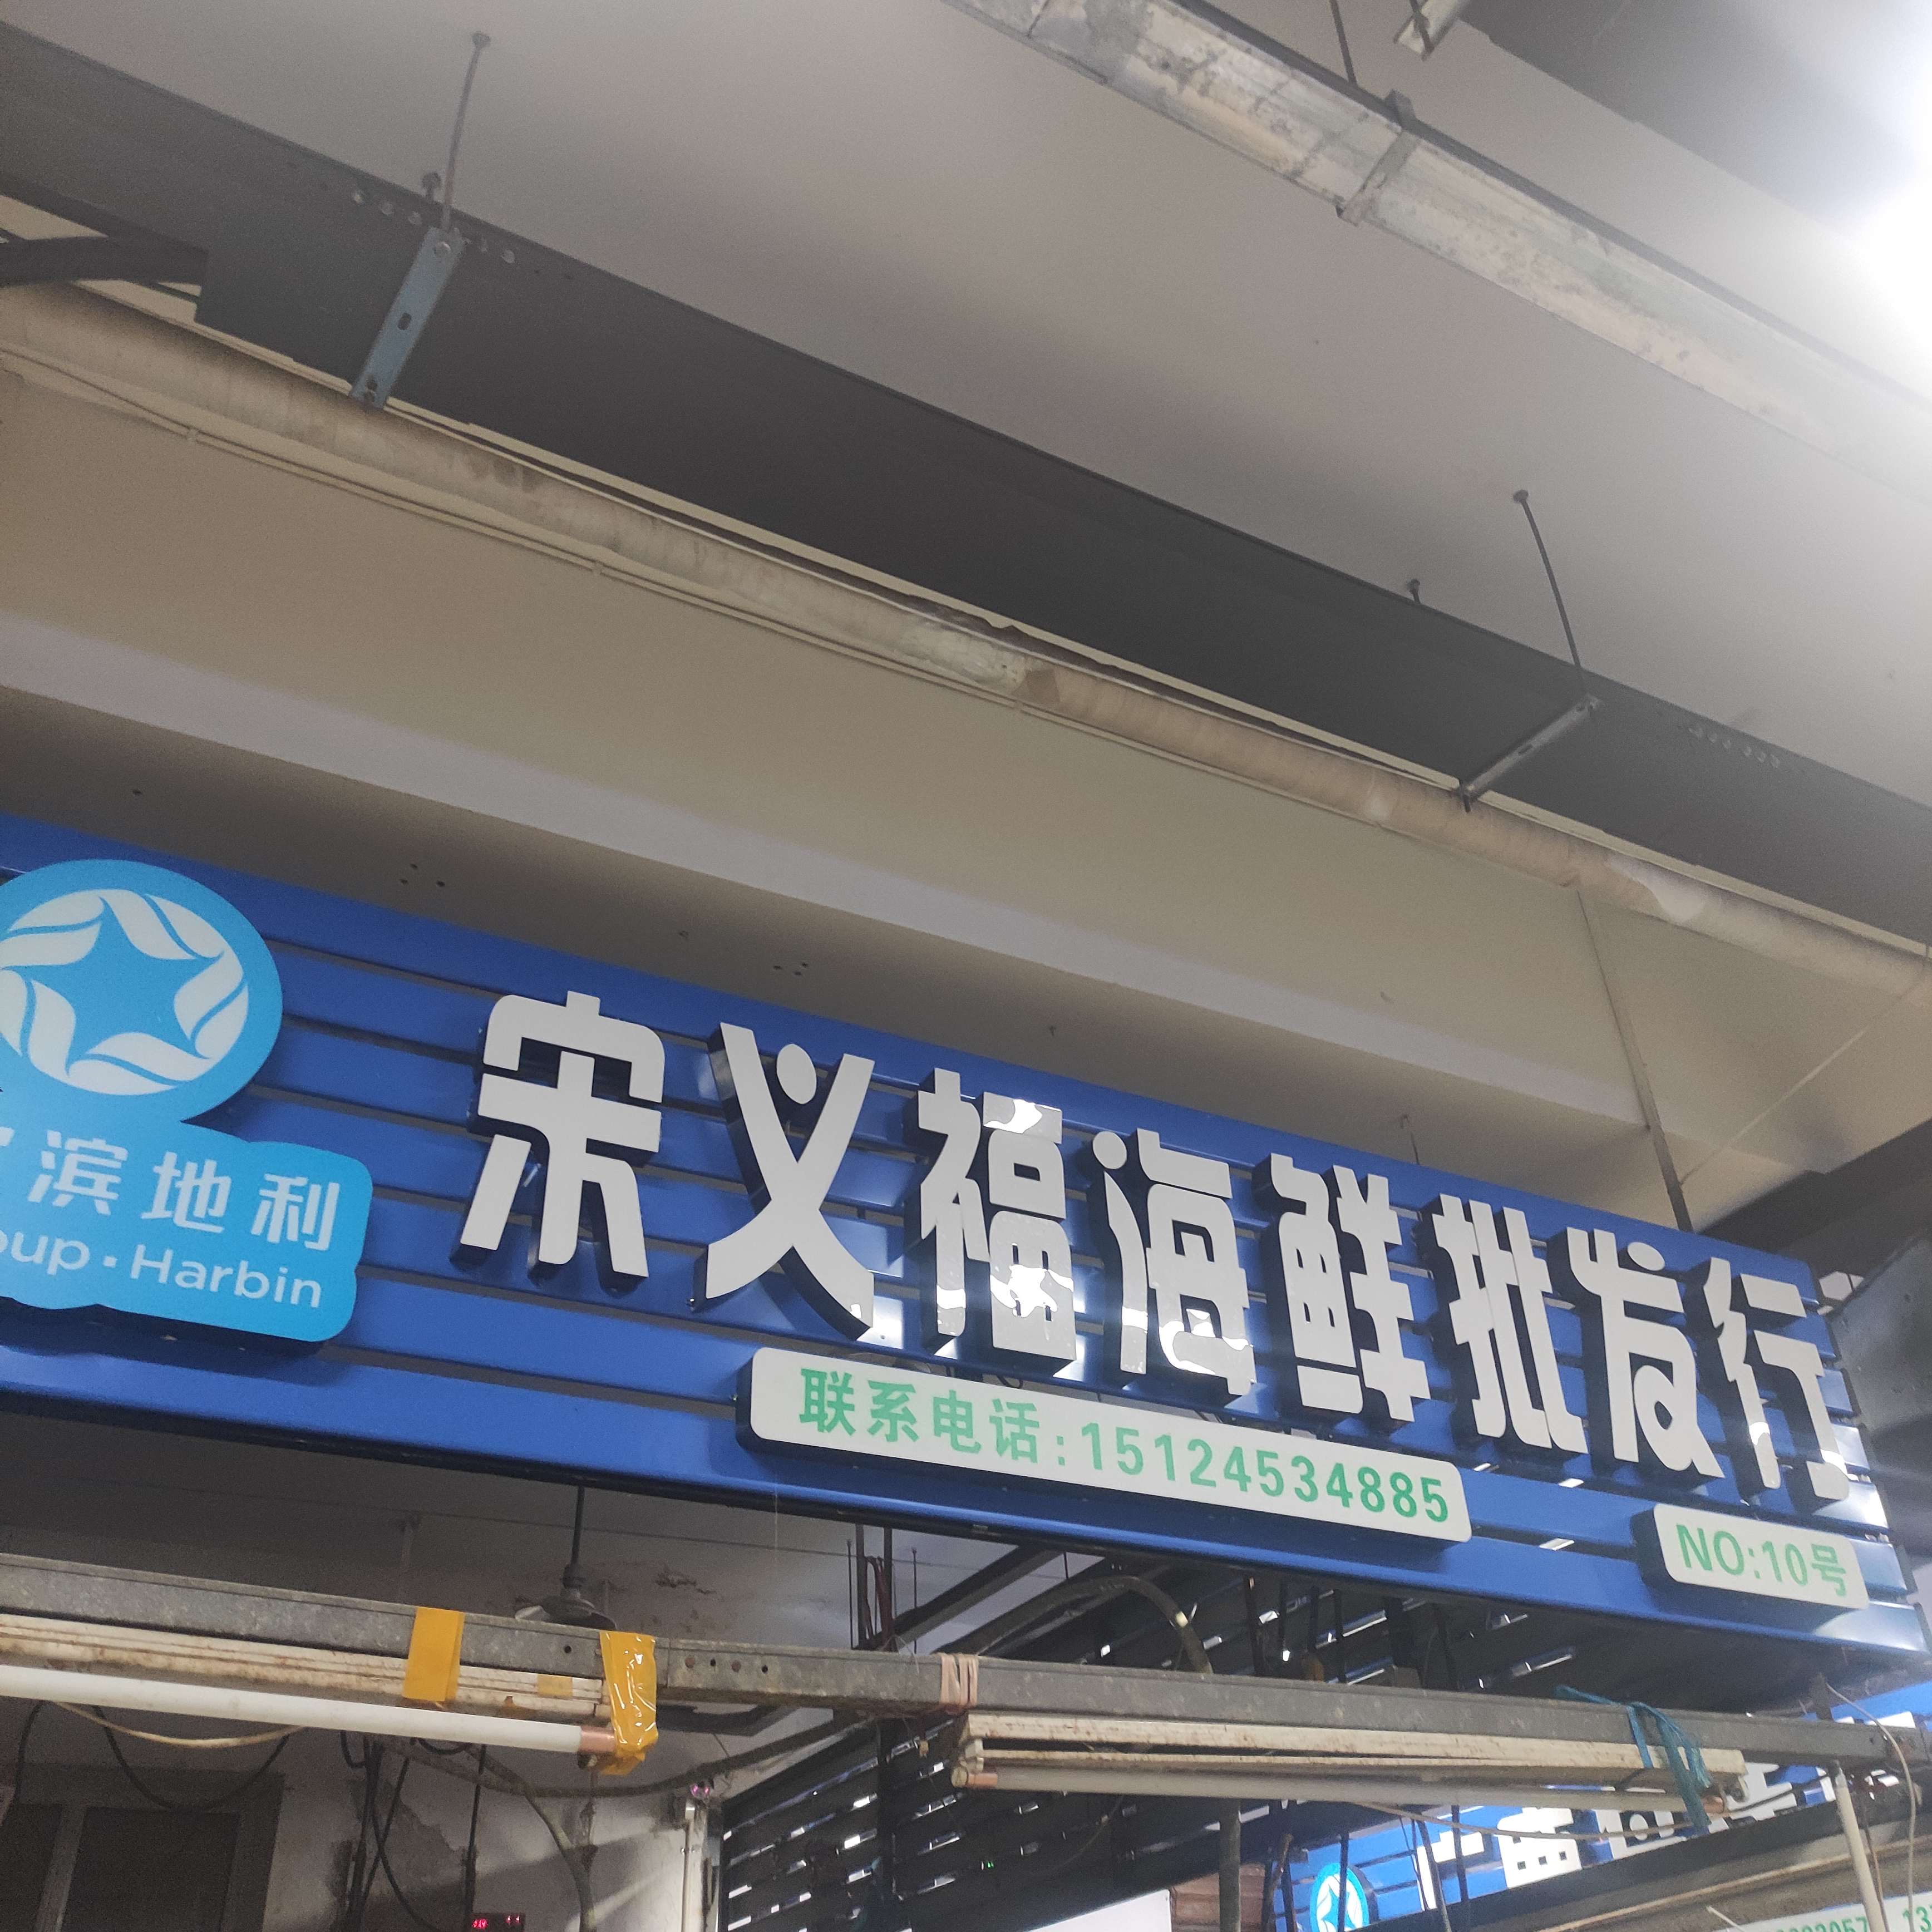 滨地利
oup·Harbin
宋义福海鲜批发行
联系电话:15124534885
NO:10号